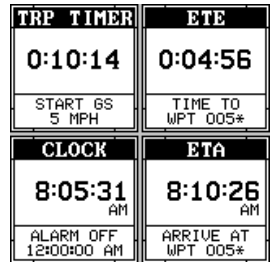 TRP TIMER
0:10:14
START GS
5 MPH
ETE
0:04:56
TIME TO
WPT 005*
CLOCK
8:05:31
AM
ALARM OFF
12:00:00 AM
ETA
8:10:26
AM
ARRIVE AT
WPT 005*